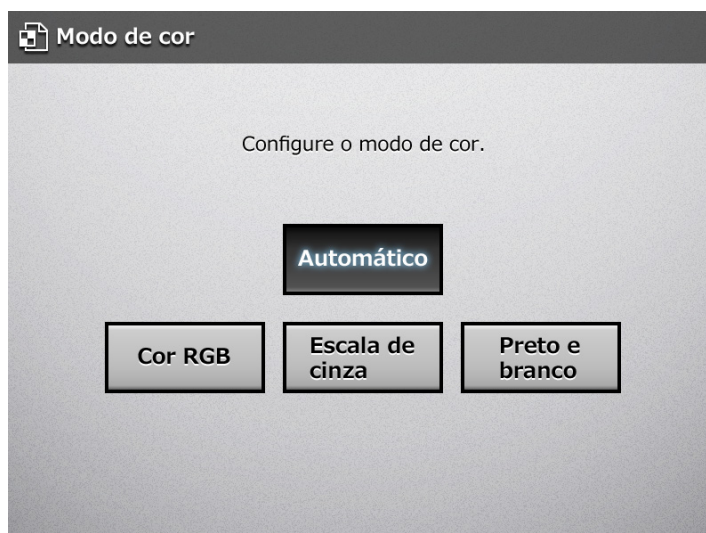 Modo de cor
Configure o modo de cor.
Automático
Cor RGB
Escala de
cinza
Preto e
branco